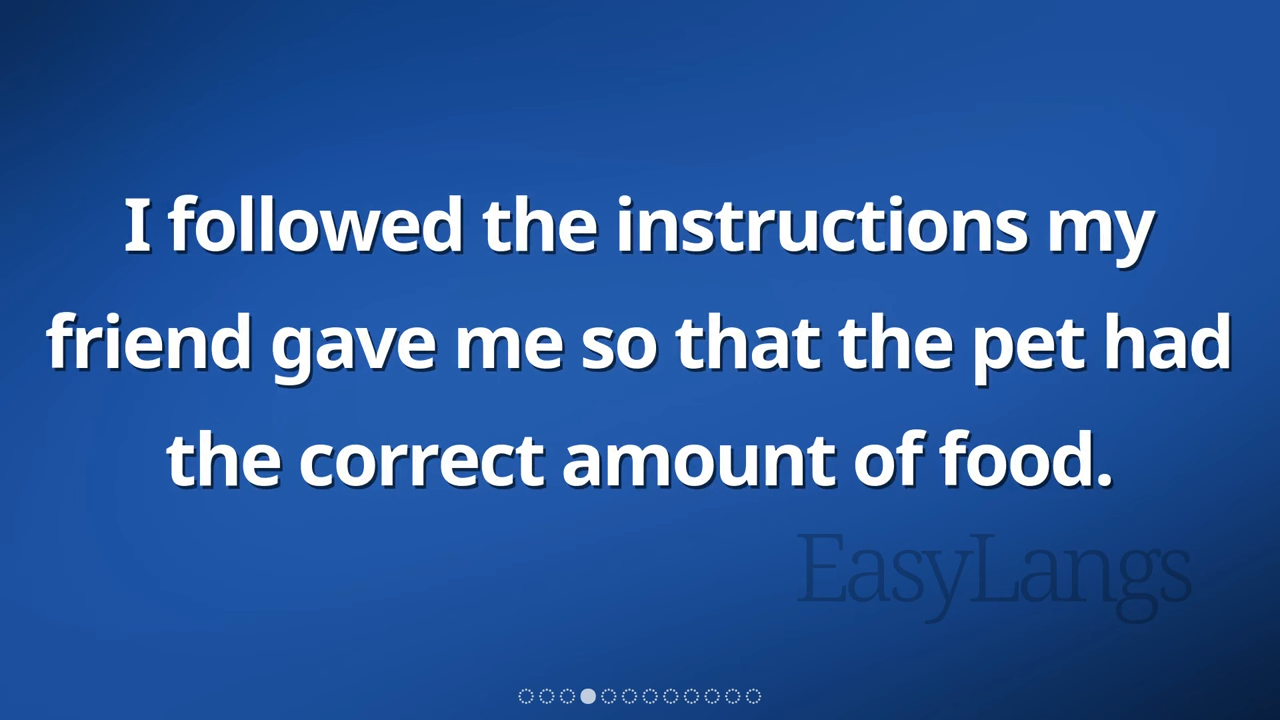 I followed the instructions my
friend gave me so that the pet had
the correct amount of food.
EasyLangs